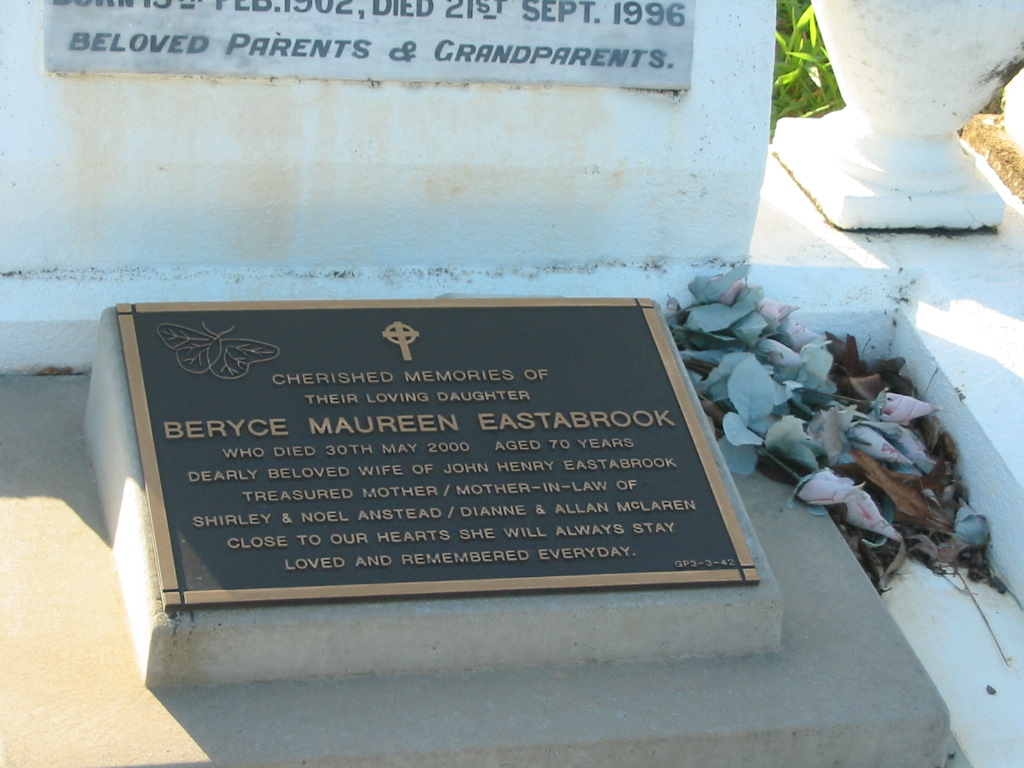 BORN 15TH FEB. 1902, DIED 21ST SEPT. 1996
BELOVED PARENTS & GRANDPARENTS.
CHERISHED MEMORIES OF
THEIR LOVING DAUGHTER
BERYCE MAUREEN EASTABROOK
WHO DIED 30TH MAY 2000 AGED 70 YEARS
DEARLY BELOVED WIFE OF JOHN HENRY EASTABROOK
TREASURED MOTHER / MOTHER-IN-LAW OF
SHIRLEY & NOEL ANSTEAD / DIANNE & ALLAN McLAREN
CLOSE TO OUR HEARTS SHE WILL ALWAYS STAY
LOVED AND REMEMBERED EVERYDAY.
GP3-3-42